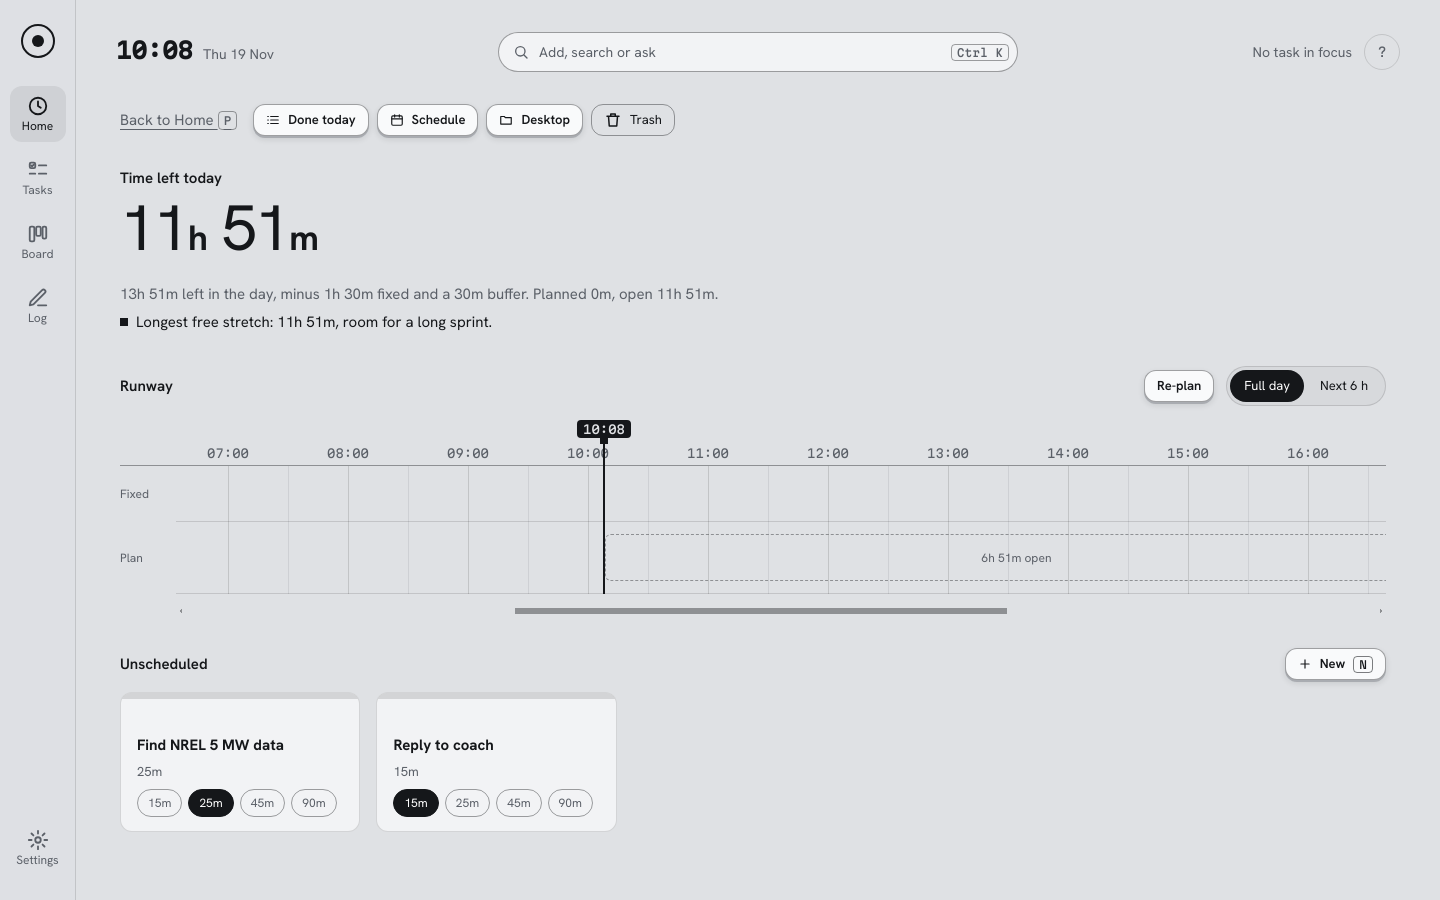 10:08 Thu 19 Nov
Add, search or ask Ctrl K
No task in focus ?
Home
Tasks
Board
Log
Settings
Back to Home P
Done today
Schedule
Desktop
Trash
Time left today
11h 51m
13h 51m left in the day, minus 1h 30m fixed and a 30m buffer. Planned 0m, open 11h 51m.
Longest free stretch: 11h 51m, room for a long sprint.
Runway
Re-plan
Full day
Next 6 h
10:08
07:00 08:00 09:00 10:00 11:00 12:00 13:00 14:00 15:00 16:00
Fixed
Plan
6h 51m open
Unscheduled
New N
Find NREL 5 MW data
25m
15m 25m 45m 90m
Reply to coach
15m
15m 25m 45m 90m